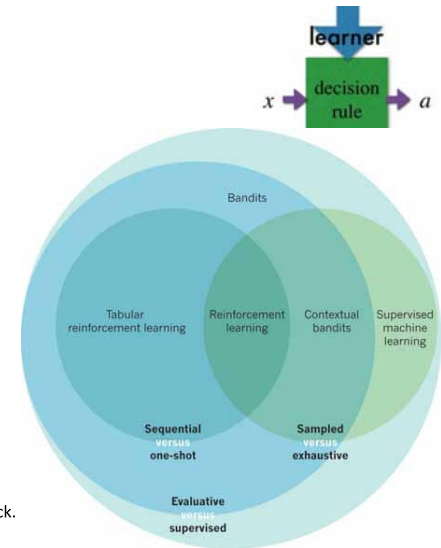 learner
x
decision
rule
a
Bandits
Tabular
reinforcement learning
Reinforcement
learning
Contextual
bandits
Supervised
machine
learning
Sequential
versus
one-shot
Sampled
versus
exhaustive
Evaluative
versus
supervised
ck.